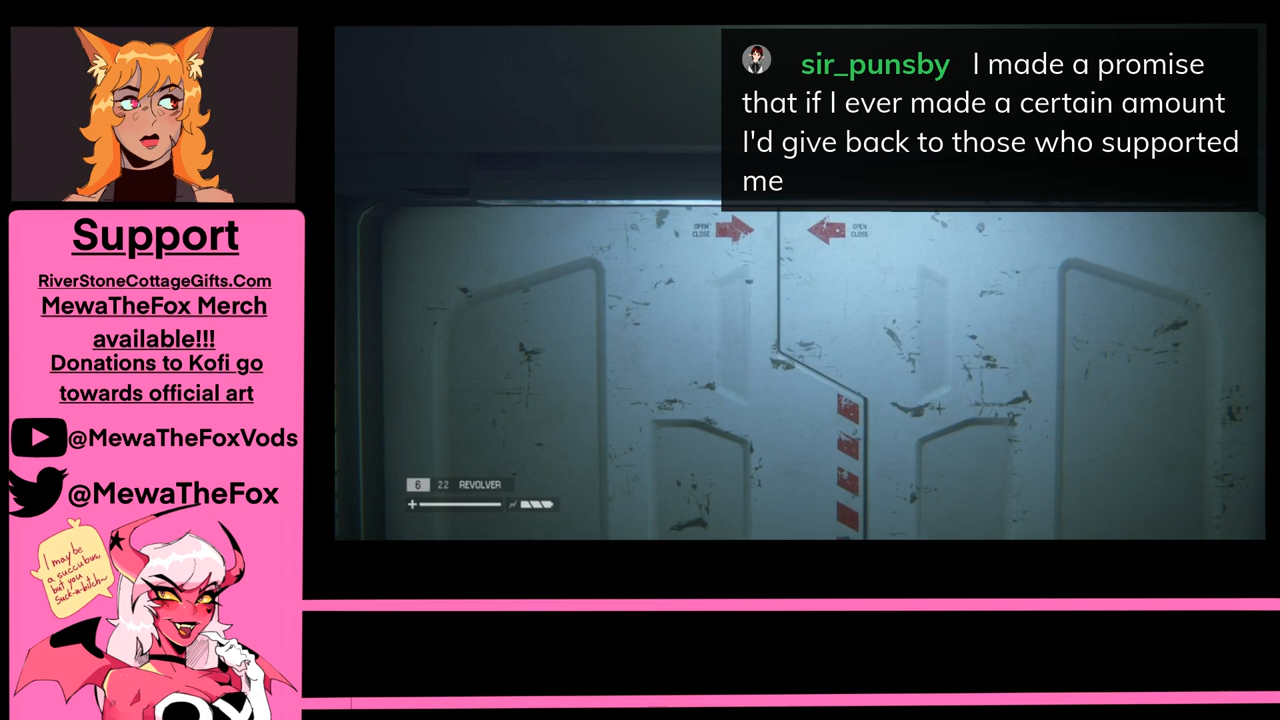 sir_punsby I made a promise
that if I ever made a certain amount
I'd give back to those who supported
me
Support
RiverStoneCottageGifts.Com
MewaTheFox Merch
available!!!
Donations to Kofi go
towards official art
@MewaTheFoxVods
@MewaTheFox
I may be
a succubus,
but you
suck-a-bitch~
OPEN
CLOSE
OPEN
CLOSE
6 22 REVOLVER